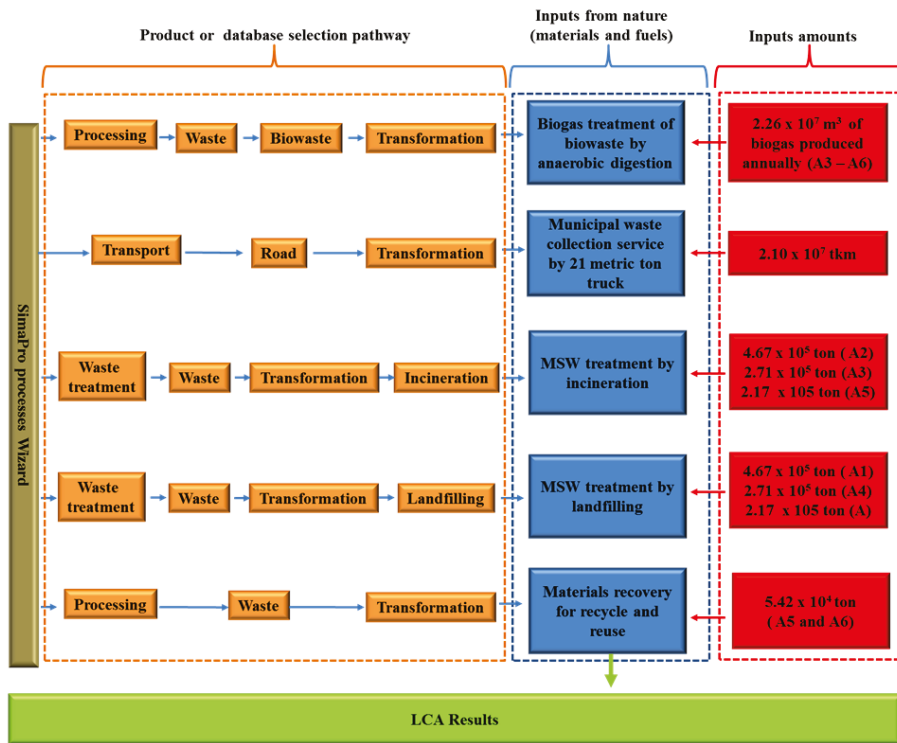 Product or database selection pathway
Inputs from nature
(materials and fuels)
Inputs amounts
SimaPro processes Wizard
Processing
Waste
Biowaste
Transformation
Biogas treatment of
biowaste by
anaerobic digestion
2.26 x 10⁷ m³ of
biogas produced
annually (A3 – A6)
Transport
Road
Transformation
Municipal waste
collection service
by 21 metric ton
truck
2.10 x 10⁷ tkm
Waste
treatment
Waste
Transformation
Incineration
MSW treatment by
incineration
4.67 x 10⁵ ton (A2)
2.71 x 10⁵ ton (A3)
2.17 x 105 ton (A5)
Waste
treatment
Waste
Transformation
Landfilling
MSW treatment by
landfilling
4.67 x 10⁵ ton (A1)
2.71 x 10⁵ ton (A4)
2.17 x 105 ton (A)
Processing
Waste
Transformation
Materials recovery
for recycle and
reuse
5.42 x 10⁴ ton
(A5 and A6)
LCA Results